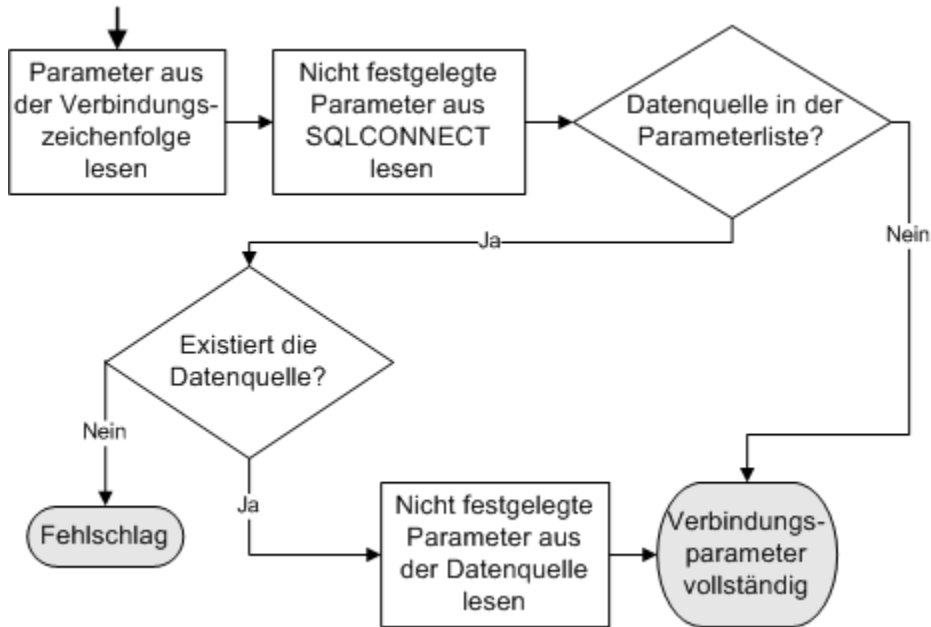 Parameter aus
der Verbindungs-
zeichenfolge
lesen
Nicht festgelegte
Parameter aus
SQLCONNECT
lesen
Datenquelle in der
Parameterliste?
Ja
Nein
Existiert die
Datenquelle?
Nein
Ja
Fehlschlag
Nicht festgelegte
Parameter aus
der Datenquelle
lesen
Verbindungs-
parameter
vollständig